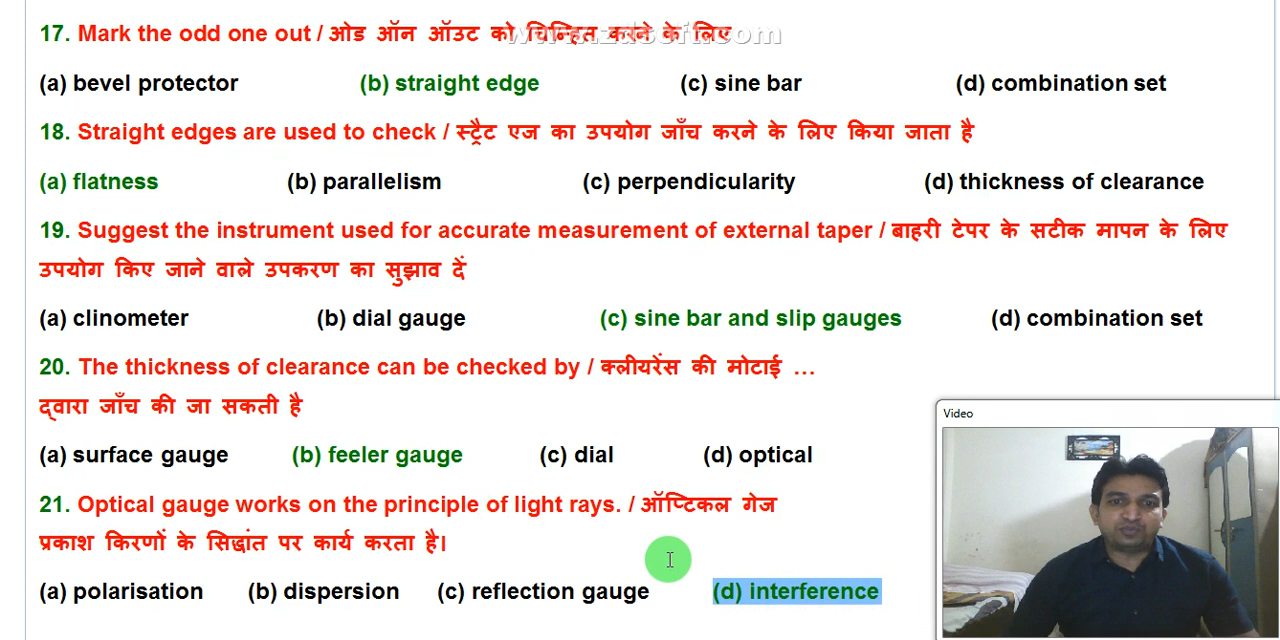 17. Mark the odd one out / ओड ऑन ऑउट को चिन्हित करने के लिए
www.zdsoft.com
(a) bevel protector (b) straight edge (c) sine bar (d) combination set
18. Straight edges are used to check / स्ट्रैट एज का उपयोग जाँच करने के लिए किया जाता है
(a) flatness (b) parallelism (c) perpendicularity (d) thickness of clearance
19. Suggest the instrument used for accurate measurement of external taper / बाहरी टेपर के सटीक मापन के लिए
उपयोग किए जाने वाले उपकरण का सुझाव दें
(a) clinometer (b) dial gauge (c) sine bar and slip gauges (d) combination set
20. The thickness of clearance can be checked by / क्लीयरेंस की मोटाई ...
द्वारा जाँच की जा सकती है
(a) surface gauge (b) feeler gauge (c) dial (d) optical
Video
21. Optical gauge works on the principle of light rays. / ऑप्टिकल गेज
प्रकाश किरणों के सिद्धांत पर कार्य करता है।
(a) polarisation (b) dispersion (c) reflection gauge (d) interference